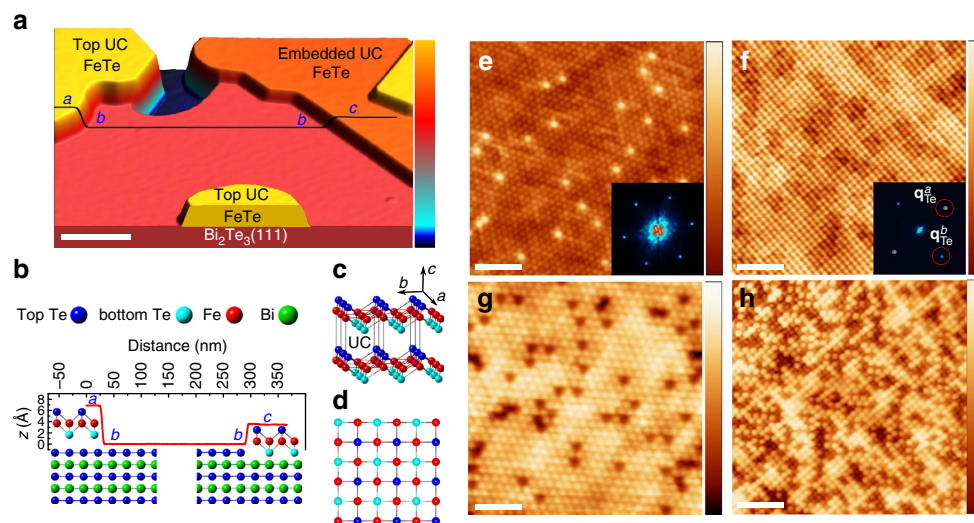 a
Top UC
FeTe
Embedded UC
FeTe
a
b
b
c
Top UC
FeTe
Bi2Te3(111)
b
Top Te
bottom Te
Fe
Bi
Distance (nm)
−50 0 50 100 150 200 250 300 350
z (Å)
8
6
4
2
0
a
b
b
c
c
c
b
a
UC
d
e
f
q^a_Te
q^b_Te
g
h